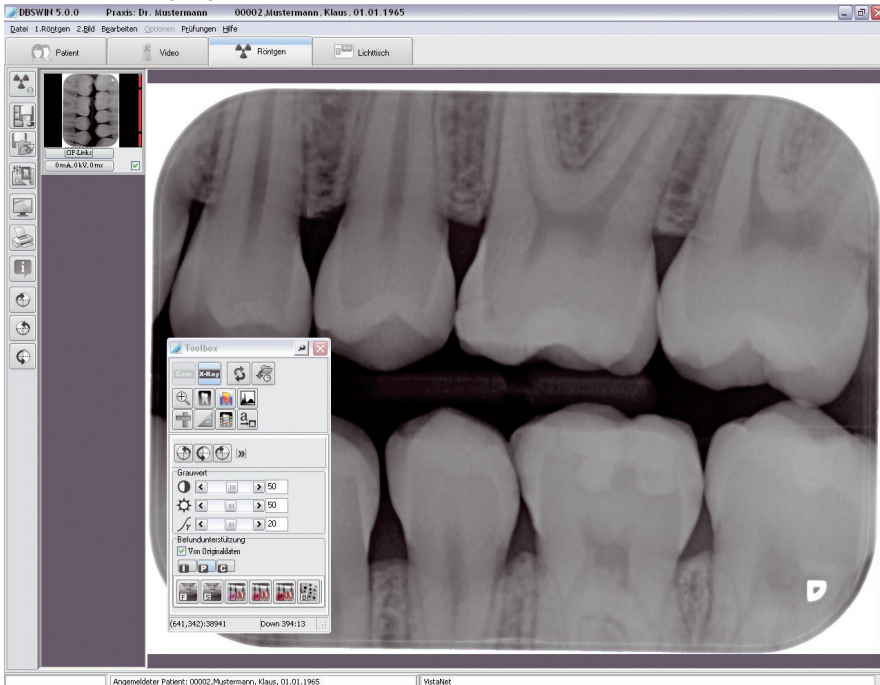 DBSWIN 5.0.0 Praxis: Dr. Mustermann 00002,Mustermann, Klaus, 01.01.1965
Datei 1.Röntgen 2.Bild Bearbeiten Optionen Prüfungen Hilfe
Patient Video Röntgen Lichttisch
OP-Links
0 mA, 0 kV, 0 ms
Toolbox
Cam X-Ray
Grauwert
50
50
20
Befundunterstützung
Von Originaldaten
I P C
F S P P P B
(641,342):38941 Down 394:13
Angemeldeter Patient: 00002,Mustermann, Klaus, 01.01.1965 VistaNet